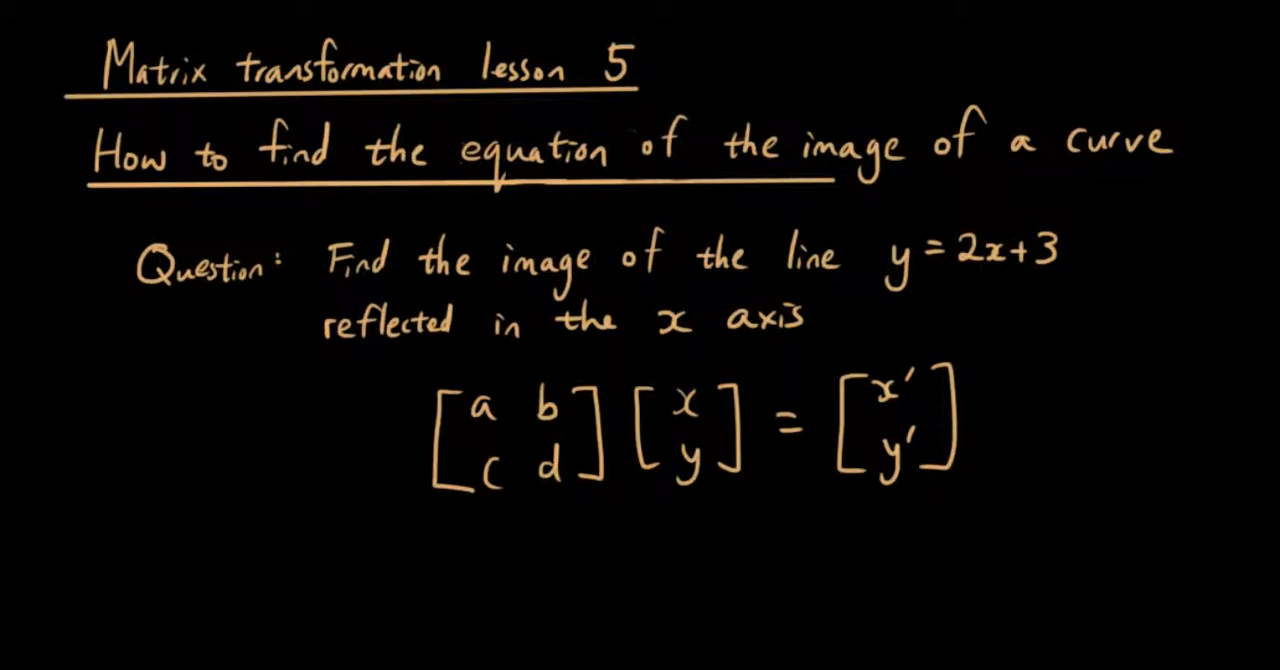 Matrix transformation lesson 5
How to find the equation of the image of a curve
Question: Find the image of the line y = 2x+3
reflected in the x axis
[a b] [x] = [x′]
[c d] [y] [y′]